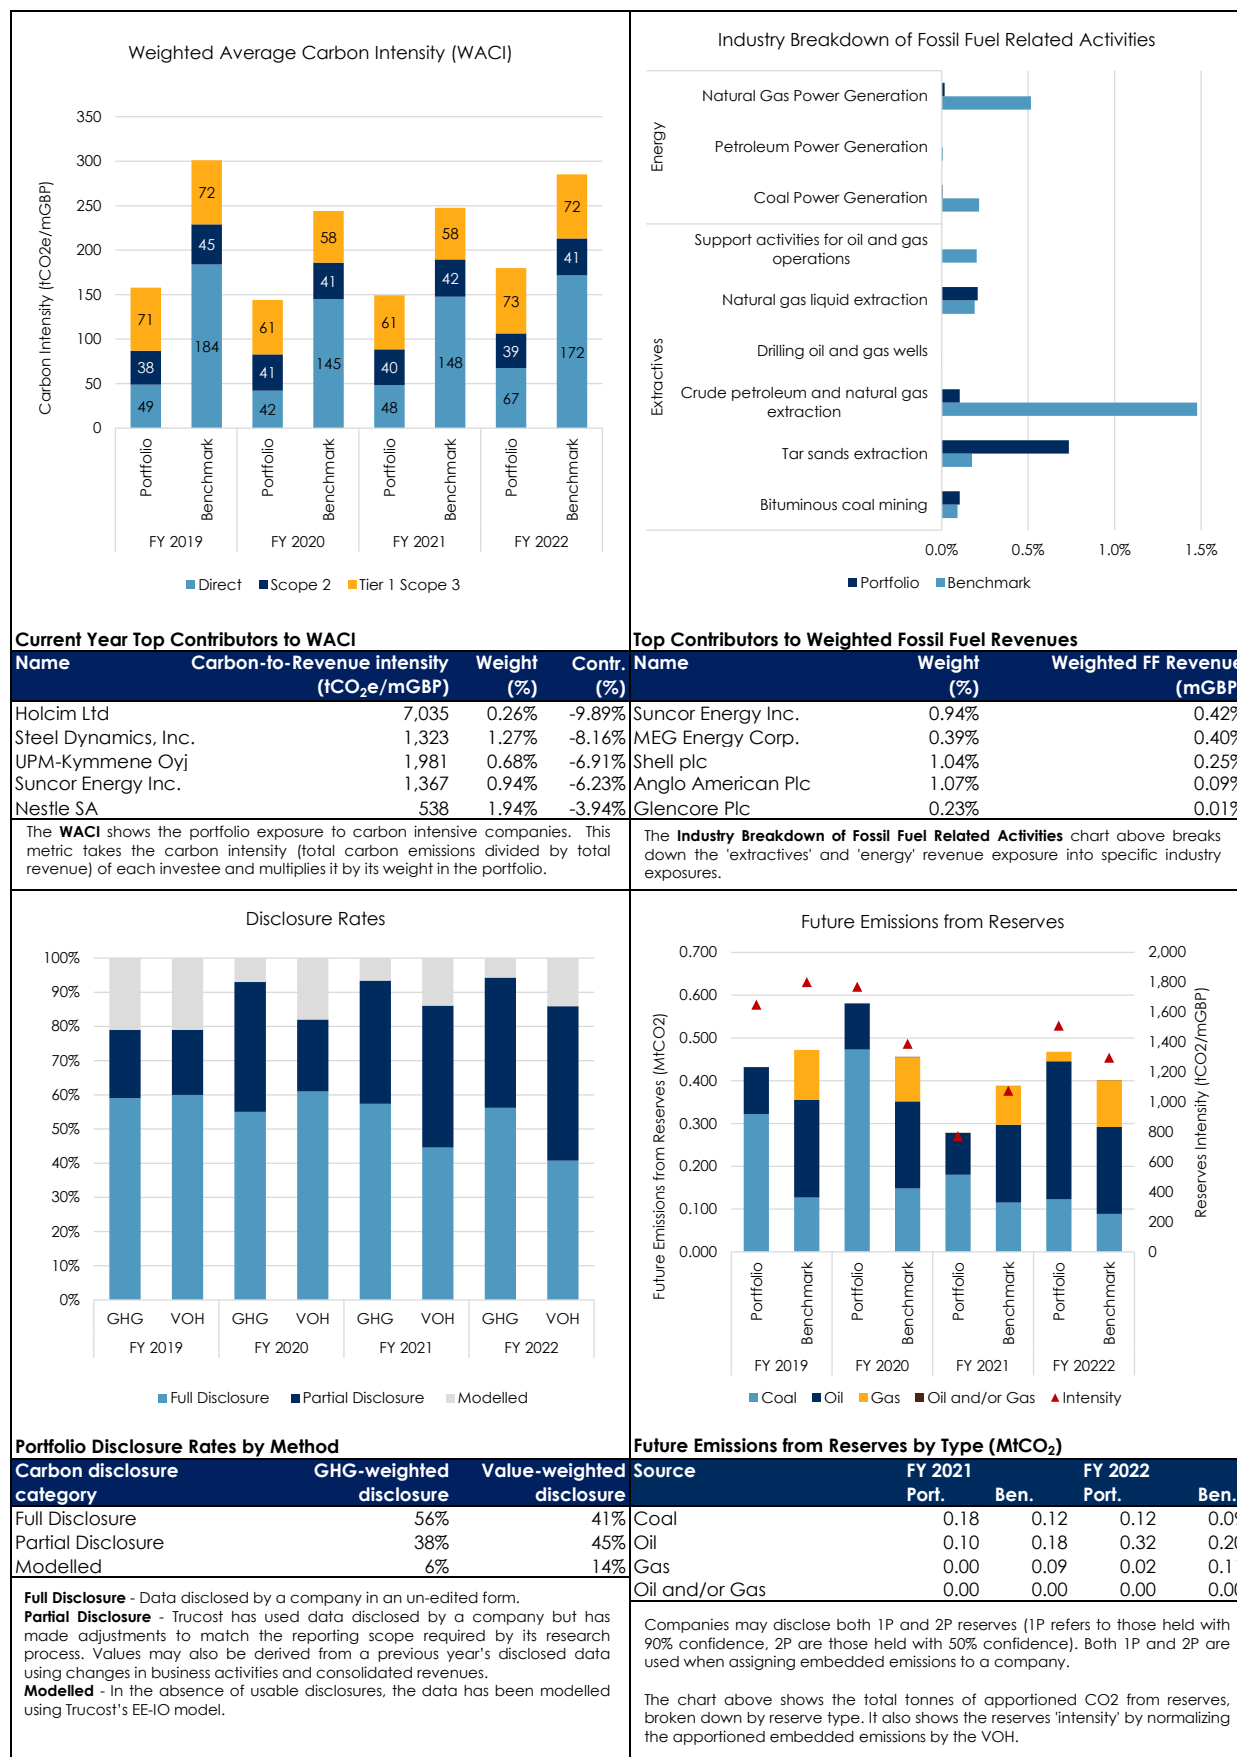 Weighted Average Carbon Intensity (WACI)
Carbon Intensity (tCO2e/mGBP)
350
300
250
200
150
100
50
0
71
38
49
72
45
184
61
41
42
58
41
145
61
40
48
58
42
148
73
39
67
72
41
172
Portfolio
Benchmark
Portfolio
Benchmark
Portfolio
Benchmark
Portfolio
Benchmark
FY 2019
FY 2020
FY 2021
FY 2022
Direct Scope 2 Tier 1 Scope 3
Industry Breakdown of Fossil Fuel Related Activities
Energy
Natural Gas Power Generation
Petroleum Power Generation
Coal Power Generation
Extractives
Support activities for oil and gas
operations
Natural gas liquid extraction
Drilling oil and gas wells
Crude petroleum and natural gas
extraction
Tar sands extraction
Bituminous coal mining
0.0% 0.5% 1.0% 1.5%
Portfolio Benchmark
Current Year Top Contributors to WACI
Name Carbon-to-Revenue intensity Weight Contr.
(tCO2e/mGBP) (%) (%)
Holcim Ltd 7,035 0.26% -9.89%
Steel Dynamics, Inc. 1,323 1.27% -8.16%
UPM-Kymmene Oyj 1,981 0.68% -6.91%
Suncor Energy Inc. 1,367 0.94% -6.23%
Nestle SA 538 1.94% -3.94%
The WACI shows the portfolio exposure to carbon intensive companies. This
metric takes the carbon intensity (total carbon emissions divided by total
revenue) of each investee and multiplies it by its weight in the portfolio.
Top Contributors to Weighted Fossil Fuel Revenues
Name Weight Weighted FF Revenue
(%) (mGBP
Suncor Energy Inc. 0.94% 0.42%
MEG Energy Corp. 0.39% 0.40%
Shell plc 1.04% 0.25%
Anglo American Plc 1.07% 0.09%
Glencore Plc 0.23% 0.01%
The Industry Breakdown of Fossil Fuel Related Activities chart above breaks
down the 'extractives' and 'energy' revenue exposure into specific industry
exposures.
Disclosure Rates
100%
90%
80%
70%
60%
50%
40%
30%
20%
10%
0%
GHG VOH GHG VOH GHG VOH GHG VOH
FY 2019 FY 2020 FY 2021 FY 2022
Full Disclosure Partial Disclosure Modelled
Future Emissions from Reserves
Future Emissions from Reserves (MtCO2)
0.700
0.600
0.500
0.400
0.300
0.200
0.100
0.000
2,000
1,800
1,600
1,400
1,200
1,000
800
600
400
200
0
Reserves Intensity (tCO2/mGBP)
Portfolio
Benchmark
Portfolio
Benchmark
Portfolio
Benchmark
Portfolio
Benchmark
FY 2019 FY 2020 FY 2021 FY 20222
Coal Oil Gas Oil and/or Gas Intensity
Portfolio Disclosure Rates by Method
Carbon disclosure GHG-weighted Value-weighted
category disclosure disclosure
Full Disclosure 56% 41%
Partial Disclosure 38% 45%
Modelled 6% 14%
Full Disclosure - Data disclosed by a company in an un-edited form.
Partial Disclosure - Trucost has used data disclosed by a company but has
made adjustments to match the reporting scope required by its research
process. Values may also be derived from a previous year's disclosed data
using changes in business activities and consolidated revenues.
Modelled - In the absence of usable disclosures, the data has been modelled
using Trucost's EE-IO model.
Future Emissions from Reserves by Type (MtCO2)
Source FY 2021 FY 2022
Port. Ben. Port. Ben.
Coal 0.18 0.12 0.12 0.09
Oil 0.10 0.18 0.32 0.20
Gas 0.00 0.09 0.02 0.1
Oil and/or Gas 0.00 0.00 0.00 0.00
Companies may disclose both 1P and 2P reserves (1P refers to those held with
90% confidence, 2P are those held with 50% confidence). Both 1P and 2P are
used when assigning embedded emissions to a company.
The chart above shows the total tonnes of apportioned CO2 from reserves,
broken down by reserve type. It also shows the reserves 'intensity' by normalizing
the apportioned embedded emissions by the VOH.